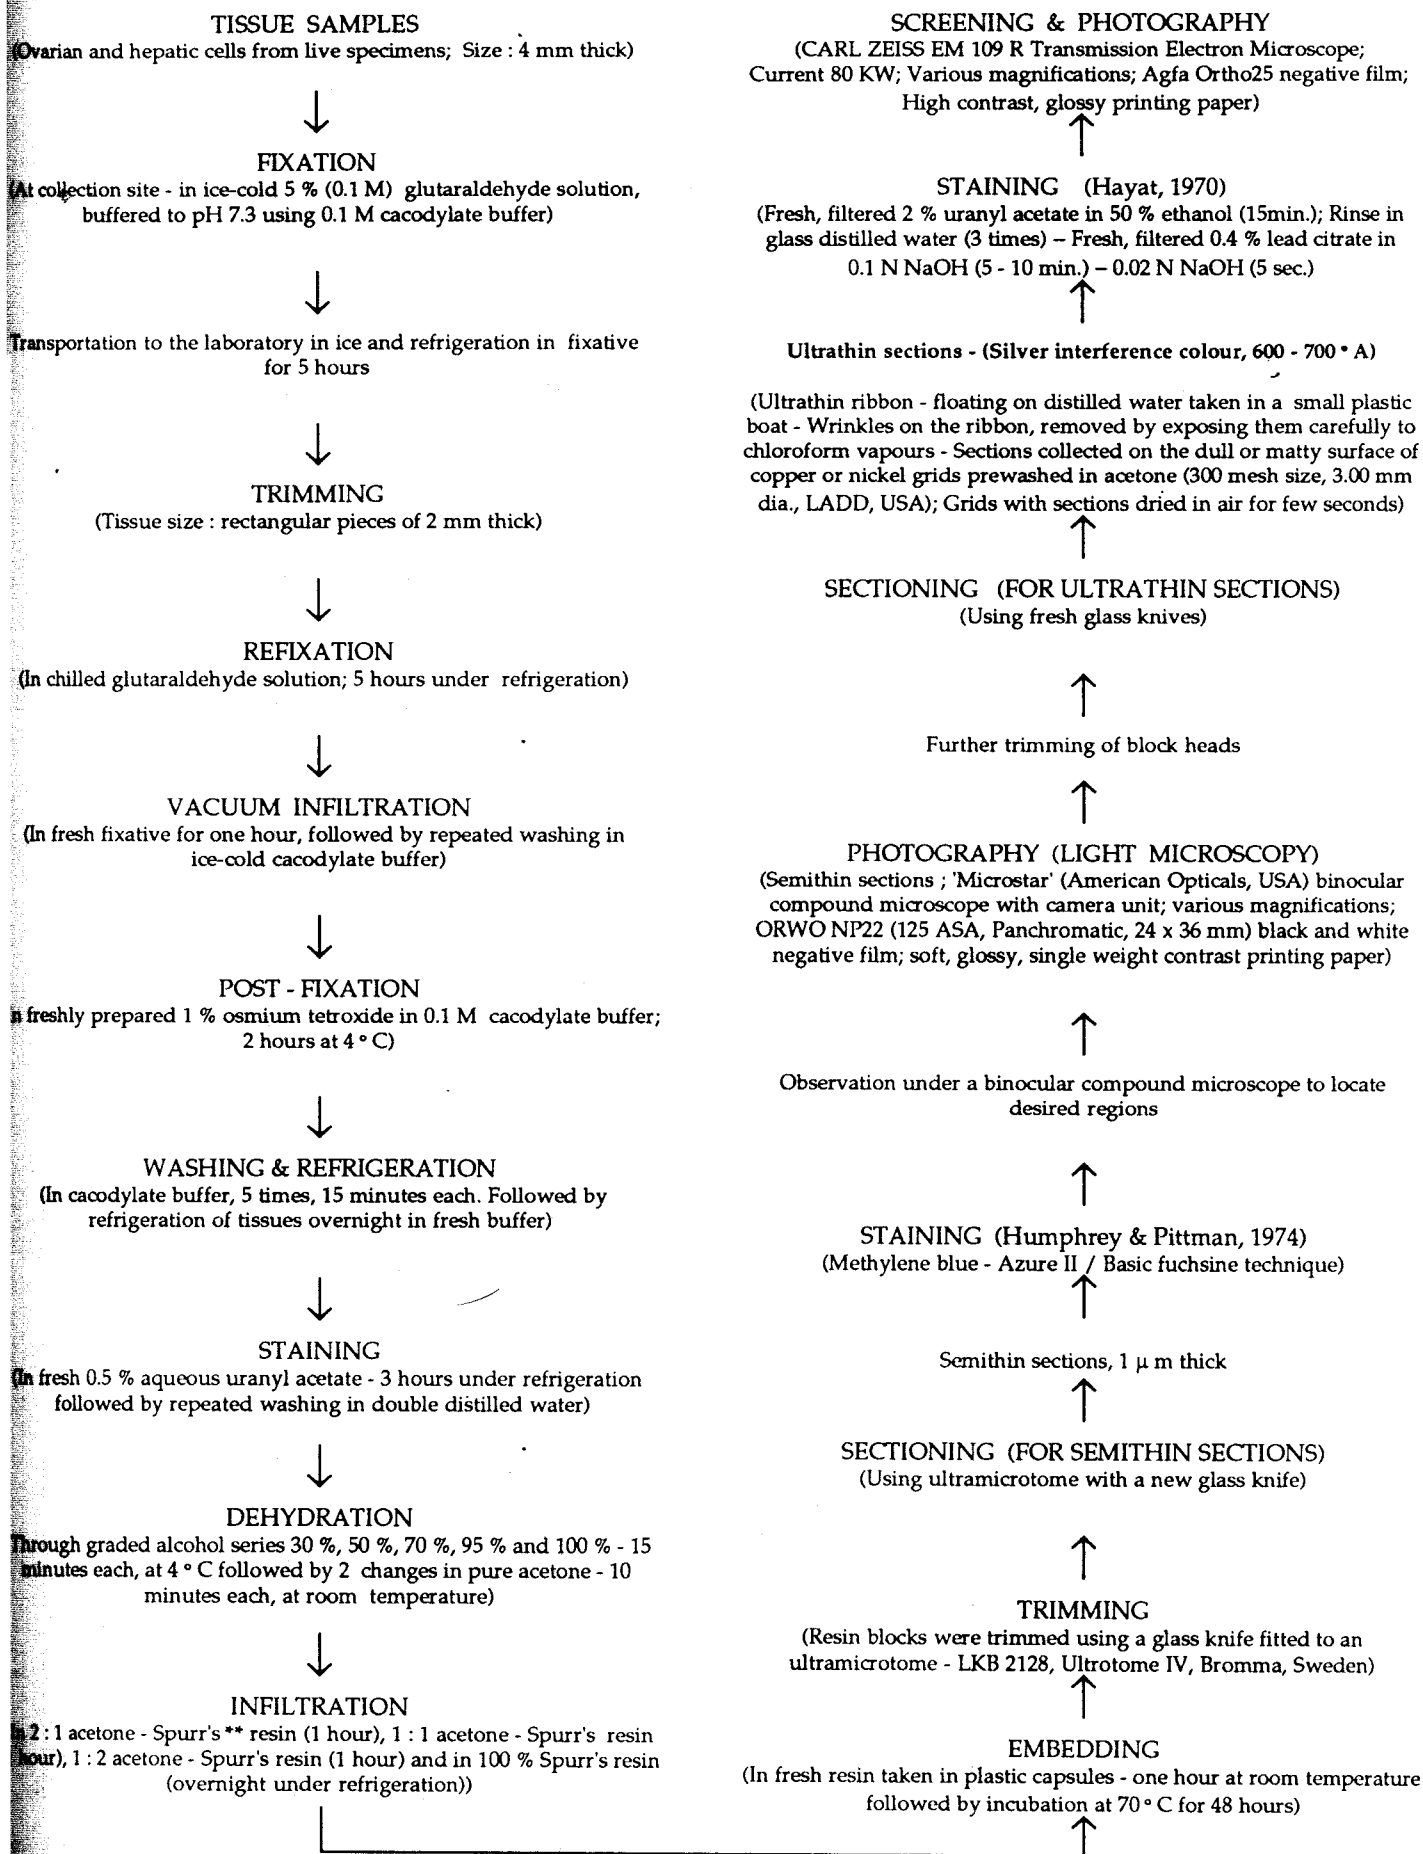 TISSUE SAMPLES
(Ovarian and hepatic cells from live specimens; Size : 4 mm thick)
FIXATION
(At collection site - in ice-cold 5 % (0.1 M) glutaraldehyde solution,
buffered to pH 7.3 using 0.1 M cacodylate buffer)
Transportation to the laboratory in ice and refrigeration in fixative
for 5 hours
TRIMMING
(Tissue size : rectangular pieces of 2 mm thick)
REFIXATION
(In chilled glutaraldehyde solution; 5 hours under refrigeration)
VACUUM INFILTRATION
(In fresh fixative for one hour, followed by repeated washing in
ice-cold cacodylate buffer)
POST - FIXATION
freshly prepared 1 % osmium tetroxide in 0.1 M cacodylate buffer;
2 hours at 4 ° C)
WASHING & REFRIGERATION
(In cacodylate buffer, 5 times, 15 minutes each. Followed by
refrigeration of tissues overnight in fresh buffer)
STAINING
(In fresh 0.5 % aqueous uranyl acetate - 3 hours under refrigeration
followed by repeated washing in double distilled water)
DEHYDRATION
Through graded alcohol series 30 %, 50 %, 70 %, 95 % and 100 % - 15
minutes each, at 4 ° C followed by 2 changes in pure acetone - 10
minutes each, at room temperature)
INFILTRATION
In 2 : 1 acetone - Spurr's ** resin (1 hour), 1 : 1 acetone - Spurr's resin
hour), 1 : 2 acetone - Spurr's resin (1 hour) and in 100 % Spurr's resin
(overnight under refrigeration))
SCREENING & PHOTOGRAPHY
(CARL ZEISS EM 109 R Transmission Electron Microscope;
Current 80 KW; Various magnifications; Agfa Ortho25 negative film;
High contrast, glossy printing paper)
STAINING (Hayat, 1970)
(Fresh, filtered 2 % uranyl acetate in 50 % ethanol (15min.); Rinse in
glass distilled water (3 times) – Fresh, filtered 0.4 % lead citrate in
0.1 N NaOH (5 - 10 min.) – 0.02 N NaOH (5 sec.)
Ultrathin sections - (Silver interference colour, 600 - 700 ° A)
(Ultrathin ribbon - floating on distilled water taken in a small plastic
boat - Wrinkles on the ribbon, removed by exposing them carefully to
chloroform vapours - Sections collected on the dull or matty surface of
copper or nickel grids prewashed in acetone (300 mesh size, 3.00 mm
dia., LADD, USA); Grids with sections dried in air for few seconds)
SECTIONING (FOR ULTRATHIN SECTIONS)
(Using fresh glass knives)
Further trimming of block heads
PHOTOGRAPHY (LIGHT MICROSCOPY)
(Semithin sections ; 'Microstar' (American Opticals, USA) binocular
compound microscope with camera unit; various magnifications;
ORWO NP22 (125 ASA, Panchromatic, 24 x 36 mm) black and white
negative film; soft, glossy, single weight contrast printing paper)
Observation under a binocular compound microscope to locate
desired regions
STAINING (Humphrey & Pittman, 1974)
(Methylene blue - Azure II / Basic fuchsine technique)
Semithin sections, 1 µ m thick
SECTIONING (FOR SEMITHIN SECTIONS)
(Using ultramicrotome with a new glass knife)
TRIMMING
(Resin blocks were trimmed using a glass knife fitted to an
ultramicrotome - LKB 2128, Ultrotome IV, Bromma, Sweden)
EMBEDDING
(In fresh resin taken in plastic capsules - one hour at room temperature
followed by incubation at 70 ° C for 48 hours)